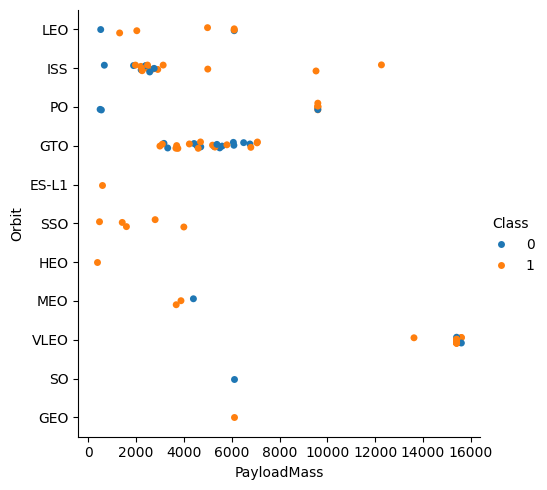 LEO
ISS
PO
GTO
ES-L1
SSO
HEO
MEO
VLEO
SO
GEO
Orbit
0 2000 4000 6000 8000 10000 12000 14000 16000
PayloadMass
Class
0
1